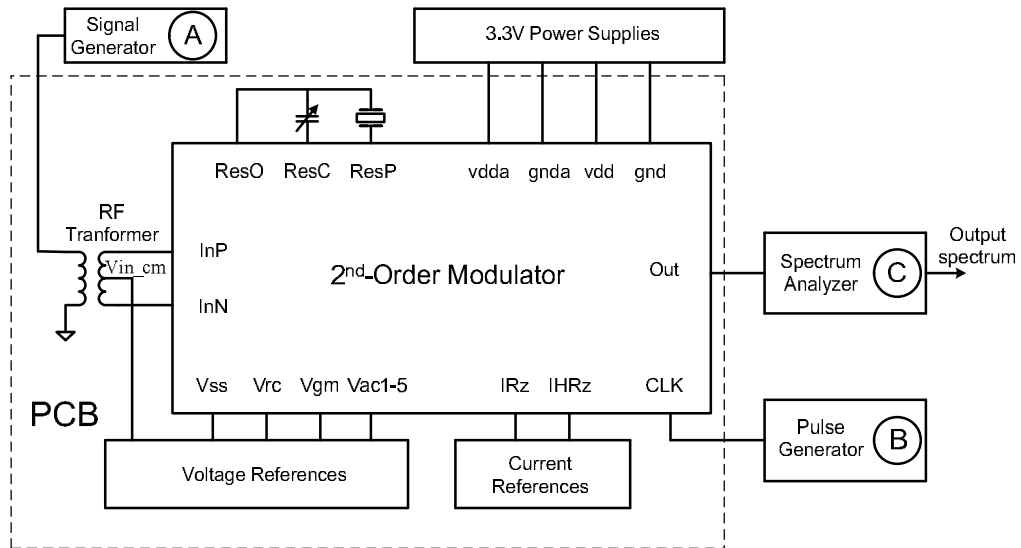 Signal
Generator
A
3.3V Power Supplies
ResO ResC ResP vdda gnda vdd gnd
RF
Tranformer
Vin_cm
InP
InN
2nd-Order Modulator
Out
Spectrum
Analyzer
C
Output
spectrum
Vss Vrc Vgm Vac1-5 IRz IHRz CLK
PCB
Voltage References
Current
References
Pulse
Generator
B